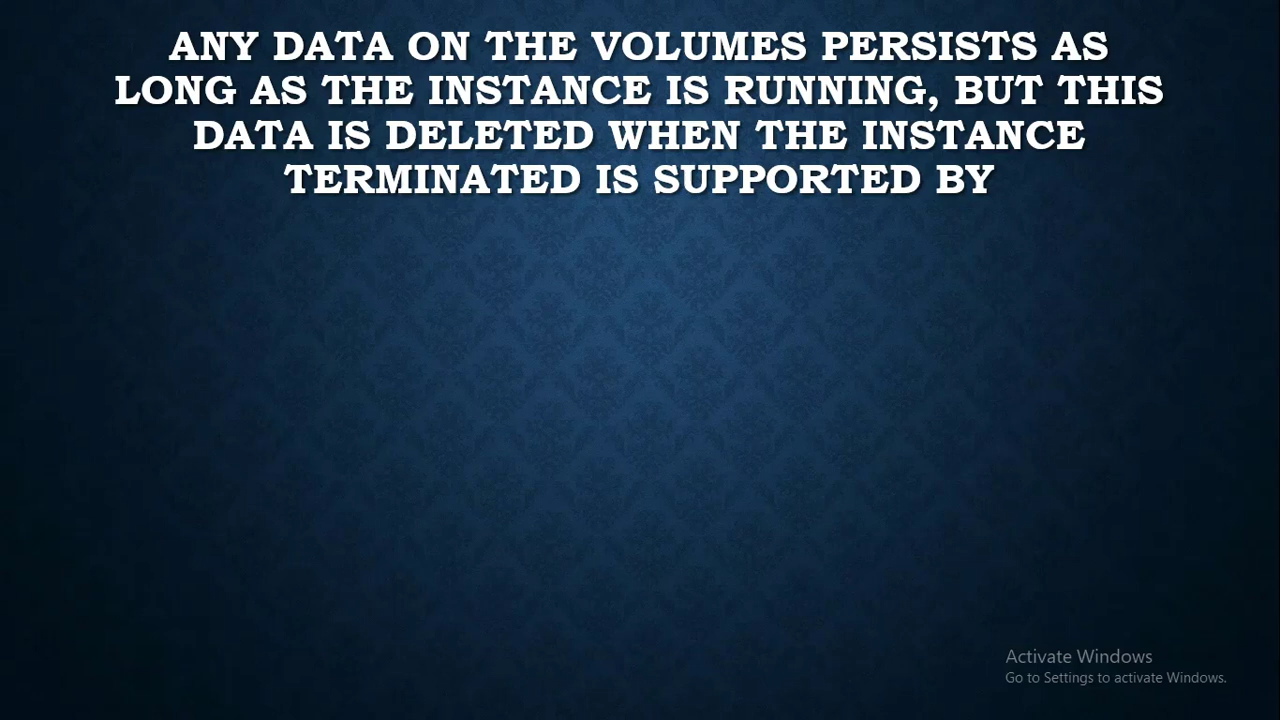 ANY DATA ON THE VOLUMES PERSISTS AS
LONG AS THE INSTANCE IS RUNNING, BUT THIS
DATA IS DELETED WHEN THE INSTANCE
TERMINATED IS SUPPORTED BY
Activate Windows
Go to Settings to activate Windows.